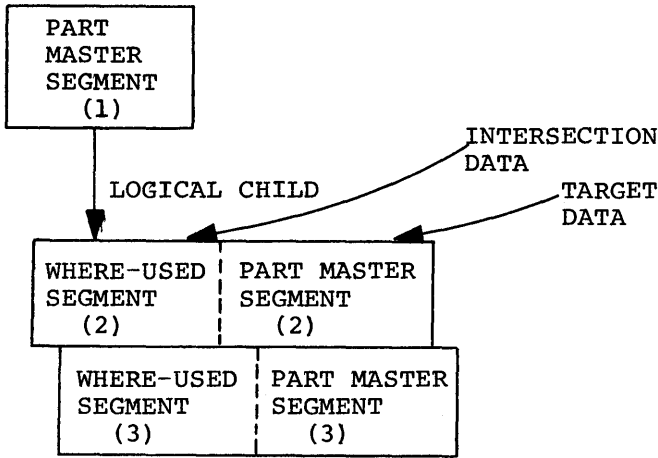 PART
MASTER
SEGMENT
(1)
INTERSECTION
DATA
LOGICAL CHILD
TARGET
DATA
WHERE-USED
SEGMENT
(2)
PART MASTER
SEGMENT
(2)
WHERE-USED
SEGMENT
(3)
PART MASTER
SEGMENT
(3)